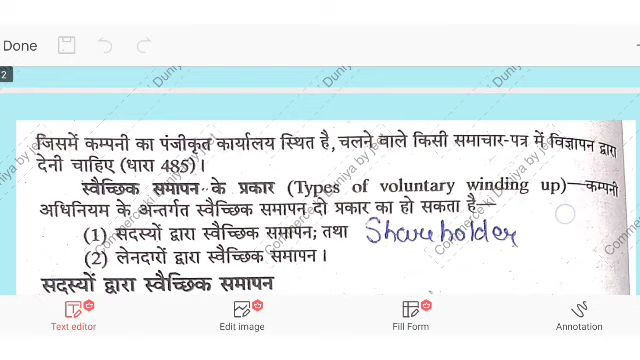 Done
2
जिसमें कम्पनी का पंजीकृत कार्यालय स्थित है, चलने वाले किसी समाचार-पत्र में विज्ञापन द्वारा
देनी चाहिए (धारा 485)।
स्वैच्छिक समापन के प्रकार (Types of voluntary winding up)—कम्पनी
अधिनियम के अन्तर्गत स्वैच्छिक समापन दो प्रकार का हो सकता है—
(1) सदस्यों द्वारा स्वैच्छिक समापन; तथा Shareholder
(2) लेनदारों द्वारा स्वैच्छिक समापन।
सदस्यों द्वारा स्वैच्छिक समापन
Text editor Edit image Fill Form Annotation